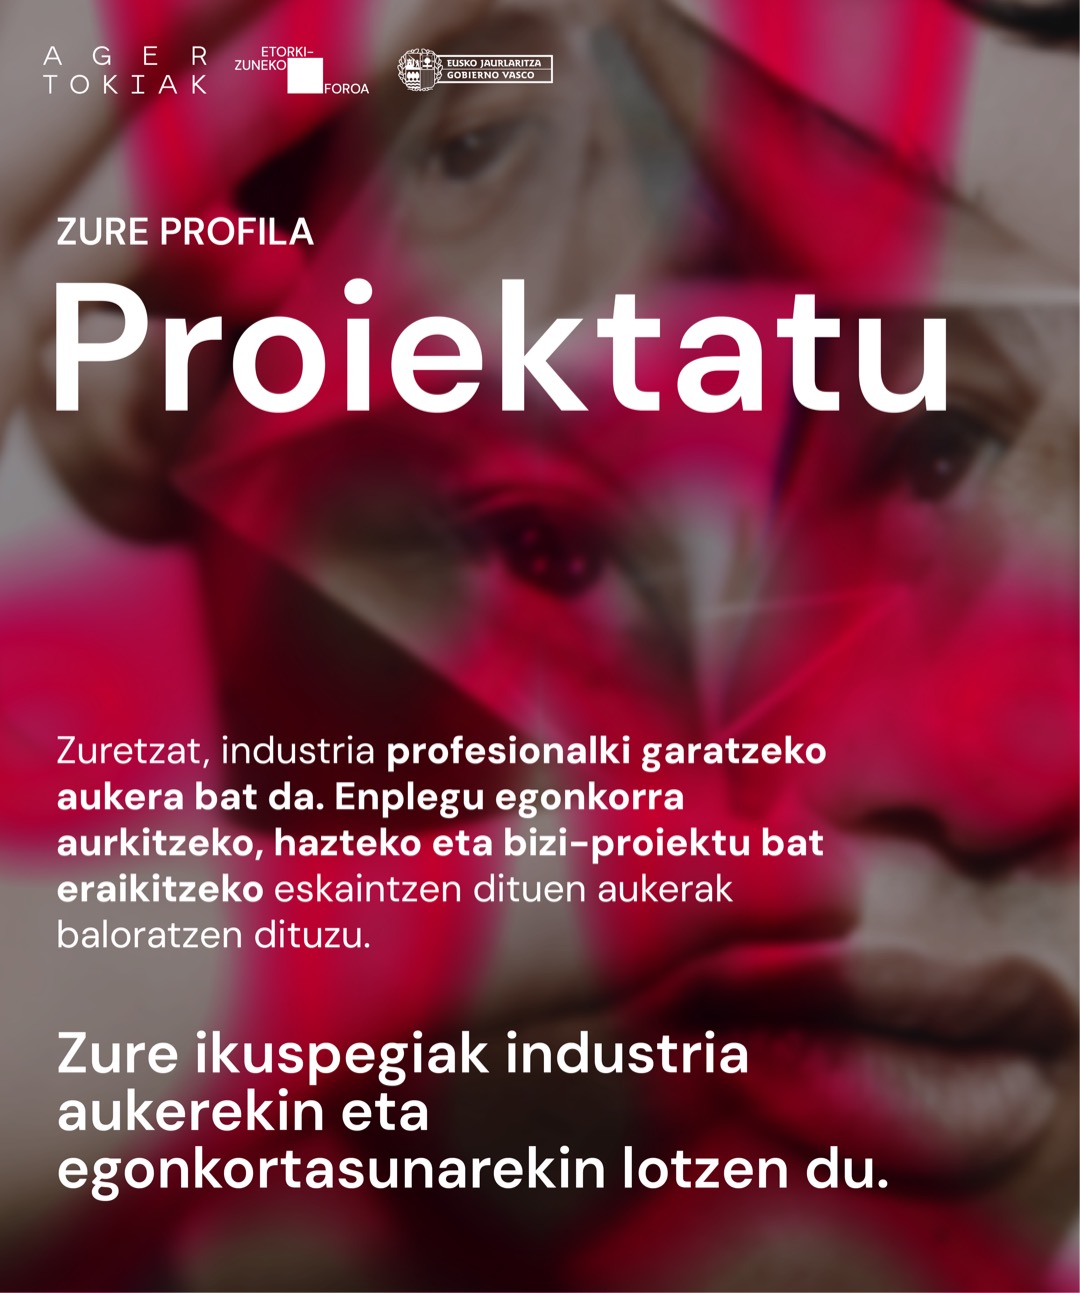 AGER
TOKIAK
ETORKI-
ZUNEKO
FOROA
EUSKO JAURLARITZA
GOBIERNO VASCO
ZURE PROFILA
Proiektatu
Zuretzat, industria profesionalki garatzeko
aukera bat da. Enplegu egonkorra
aurkitzeko, hazteko eta bizi-proiektu bat
eraikitzeko eskaintzen dituen aukerak
baloratzen dituzu.
Zure ikuspegiak industria
aukerekin eta
egonkortasunarekin lotzen du.